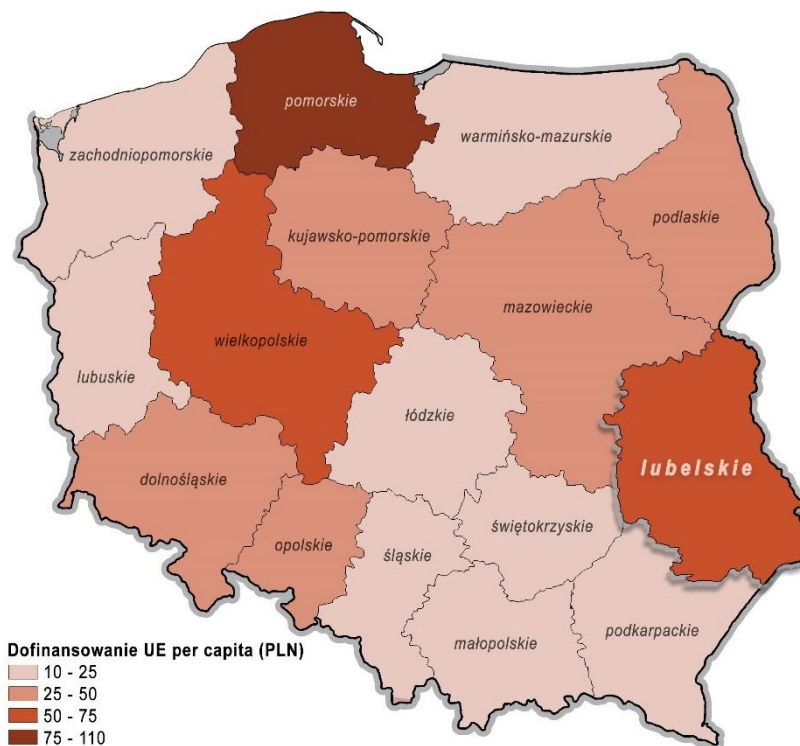 pomorskie
warmińsko-mazurskie
zachodniopomorskie
podlaskie
kujawsko-pomorskie
mazowieckie
wielkopolskie
lubuskie
łódzkie
lubelskie
dolnośląskie
świętokrzyskie
opolskie
śląskie
podkarpackie
małopolskie
Dofinansowanie UE per capita (PLN)
10 - 25
25 - 50
50 - 75
75 - 110